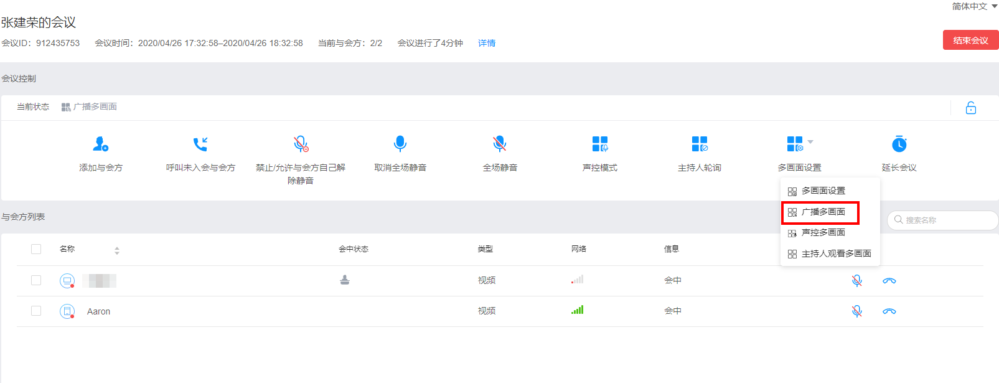 简体中文
张建荣的会议
会议ID：912435753 会议时间：2020/04/26 17:32:58–2020/04/26 18:32:58 当前与会方：2/2 会议进行了4分钟 详情
结束会议
会议控制
当前状态 广播多画面
添加与会方 呼叫未入会与会方 禁止/允许与会方自己解除静音 取消全场静音 全场静音 声控模式 主持人轮询 多画面设置 延长会议
多画面设置
广播多画面
声控多画面
主持人观看多画面
与会方列表
搜索名称
名称 会中状态 类型 网络 信息
视频 会中
Aaron 视频 会中